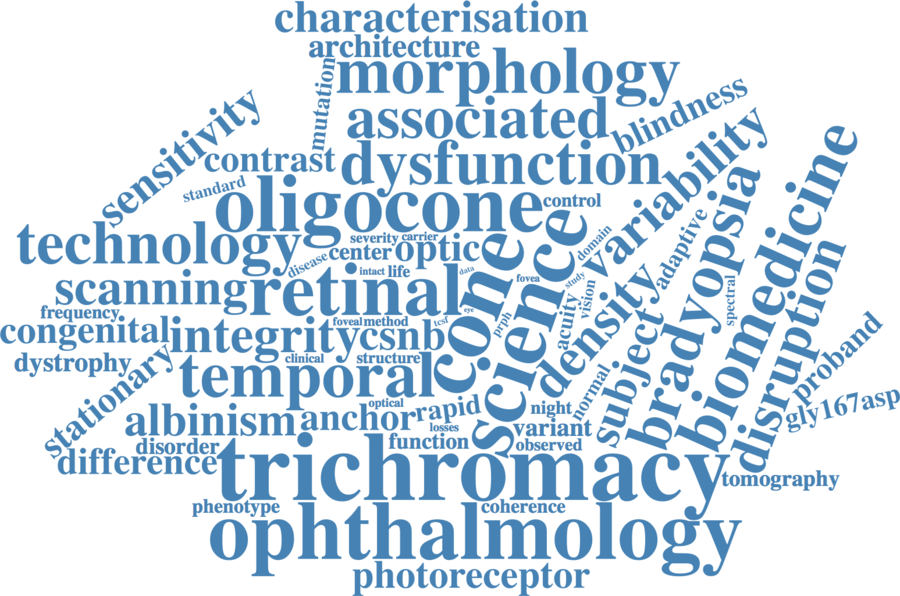 characterisation
architecture
morphology
mutation
associated
blindness
sensitivity
contrast
dysfunction
variability
standard
oligocone
control
biomedicine
technology
severity
carrier
center
optic
disease
domain
adaptive
bradyopsia
scanning
retinal
intact
life
data
cone
science
fovea
study
vision
acuity
density
spectral
disruption
frequency
congenital
integrity
foveal
method
csnb
tcsf
eye
prph
subject
proband
dystrophy
clinical
structure
temporal
stationary
optical
normal
gly167asp
albinism
anchor
rapid
night
losses
variant
disorder
function
observed
difference
trichromacy
tomography
phenotype
coherence
ophthalmology
photoreceptor